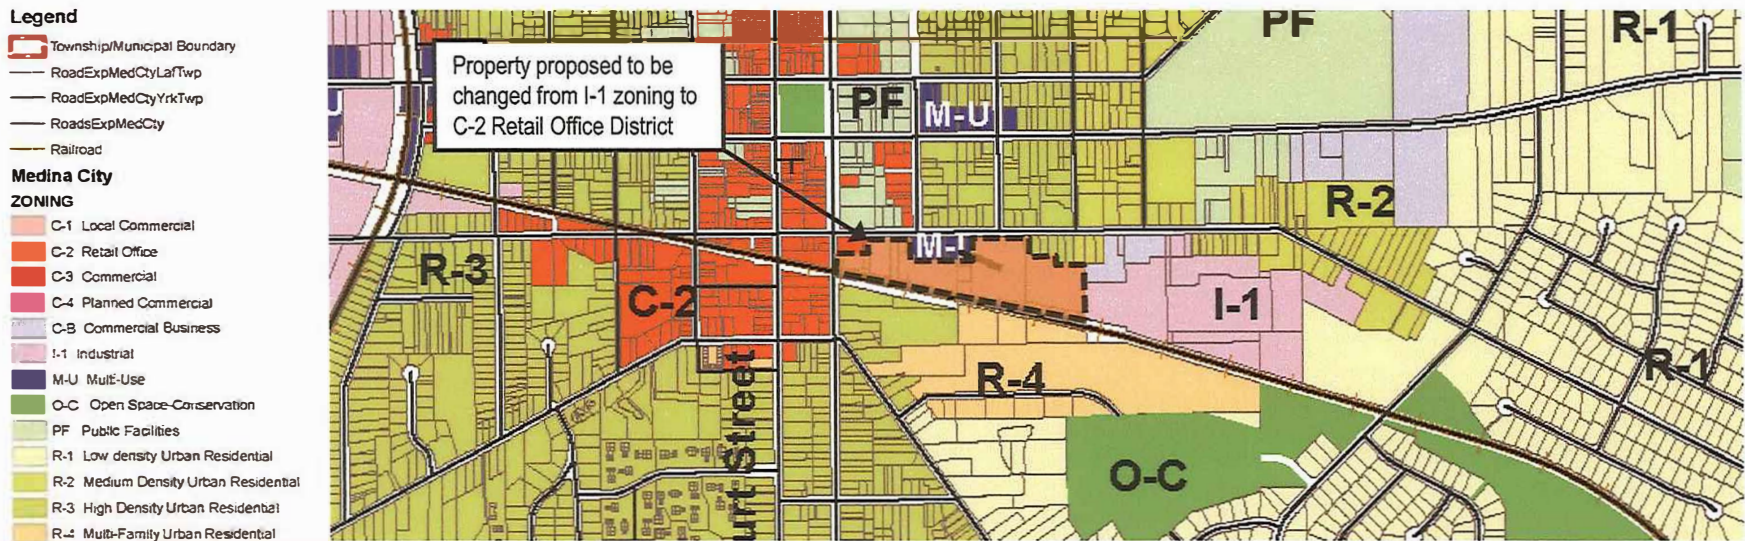 Legend
Township/Municipal Boundary
RoadExpMedCtyLafTwp
RoadExpMedCtyYrkTwp
RoadsExpMedCty
Railroad
Medina City
ZONING
C-1 Local Commercial
C-2 Retail Office
C-3 Commercial
C-4 Planned Commercial
C-B Commercial Business
I-1 Industrial
M-U Multi-Use
O-C Open Space-Conservation
PF Public Facilities
R-1 Low density Urban Residential
R-2 Medium Density Urban Residential
R-3 High Density Urban Residential
R-4 Multi-Family Urban Residential
Property proposed to be
changed from I-1 zoning to
C-2 Retail Office District
PF
R-1
PF
M-U
R-2
R-3
C-2
I-1
R-4
R-1
O-C
Street